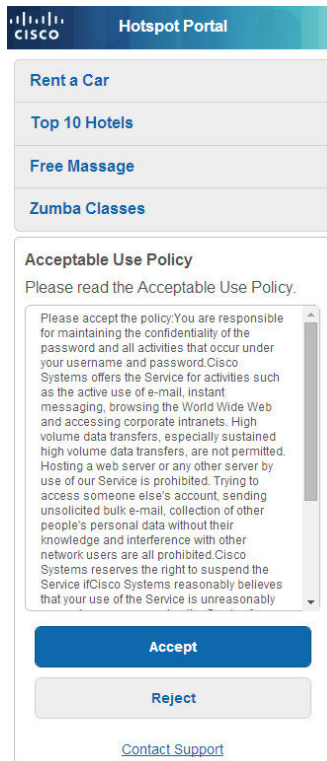 CISCO Hotspot Portal
Rent a Car
Top 10 Hotels
Free Massage
Zumba Classes
Acceptable Use Policy
Please read the Acceptable Use Policy.
Please accept the policy:You are responsible
for maintaining the confidentiality of the
password and all activities that occur under
your username and password.Cisco
Systems offers the Service for activities such
as the active use of e-mail, instant
messaging, browsing the World Wide Web
and accessing corporate intranets. High
volume data transfers, especially sustained
high volume data transfers, are not permitted.
Hosting a web server or any other server by
use of our Service is prohibited. Trying to
access someone else's account, sending
unsolicited bulk e-mail, collection of other
people's personal data without their
knowledge and interference with other
network users are all prohibited.Cisco
Systems reserves the right to suspend the
Service ifCisco Systems reasonably believes
that your use of the Service is unreasonably
Accept
Reject
Contact Support